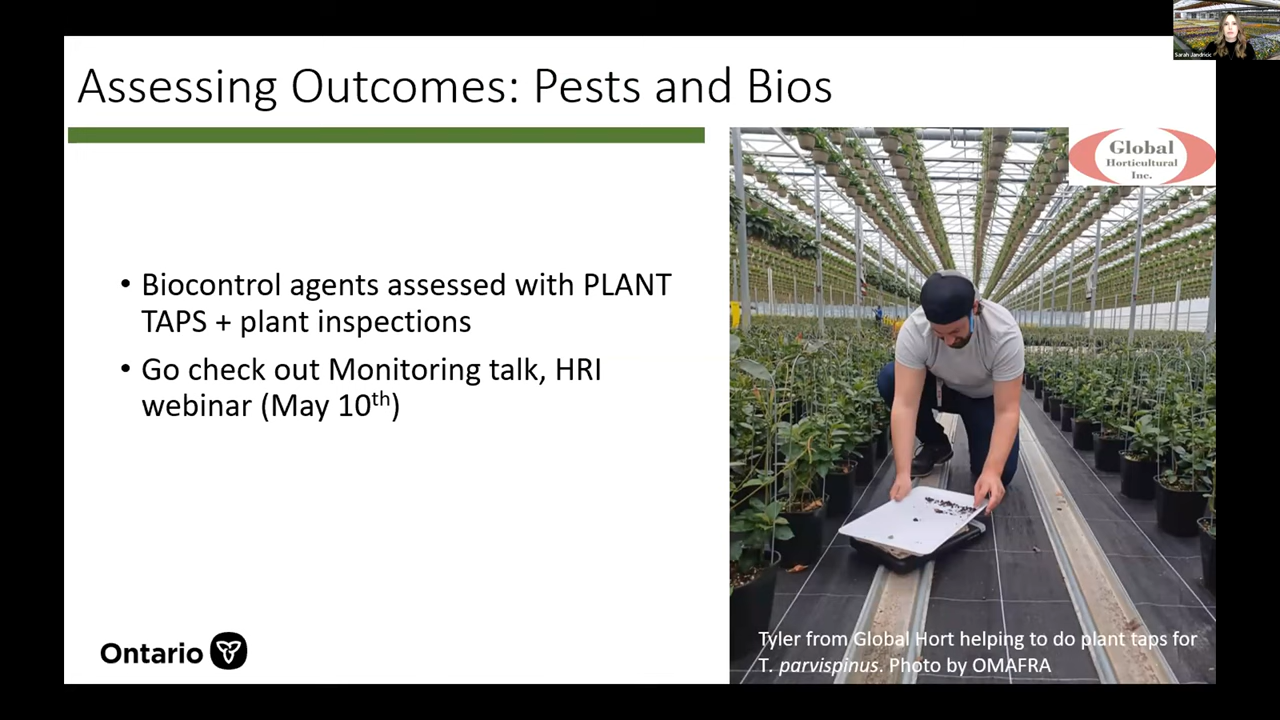 Sarah Jandricic
Assessing Outcomes: Pests and Bios
Global
Horticultural
Inc.
• Biocontrol agents assessed with PLANT
TAPS + plant inspections
• Go check out Monitoring talk, HRI
webinar (May 10th)
Ontario
Tyler from Global Hort helping to do plant taps for
T. parvispinus. Photo by OMAFRA